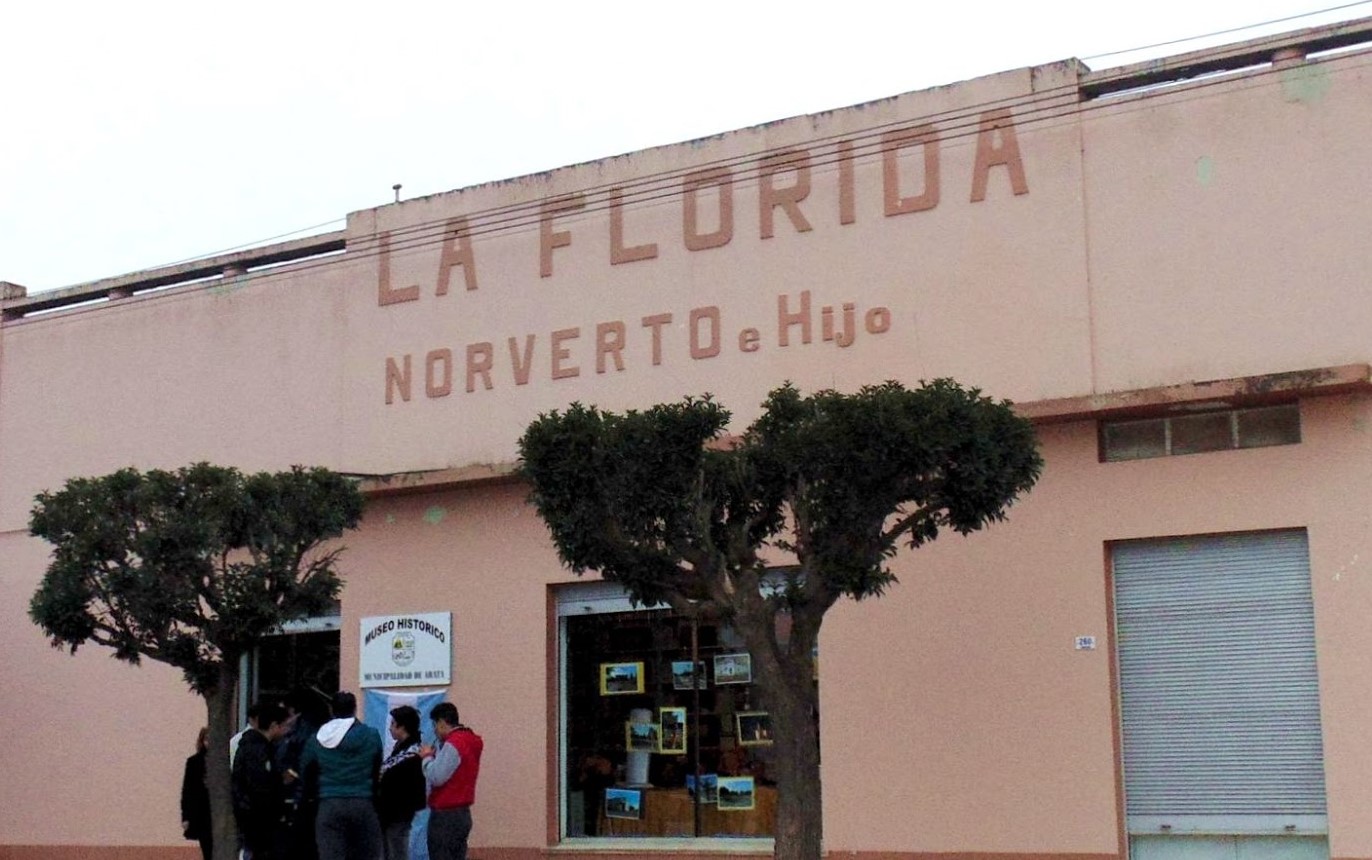 LA FLORIDA
NORVERTO e Hijo
MUSEO HISTORICO
MUNICIPALIDAD DE ARATA
260